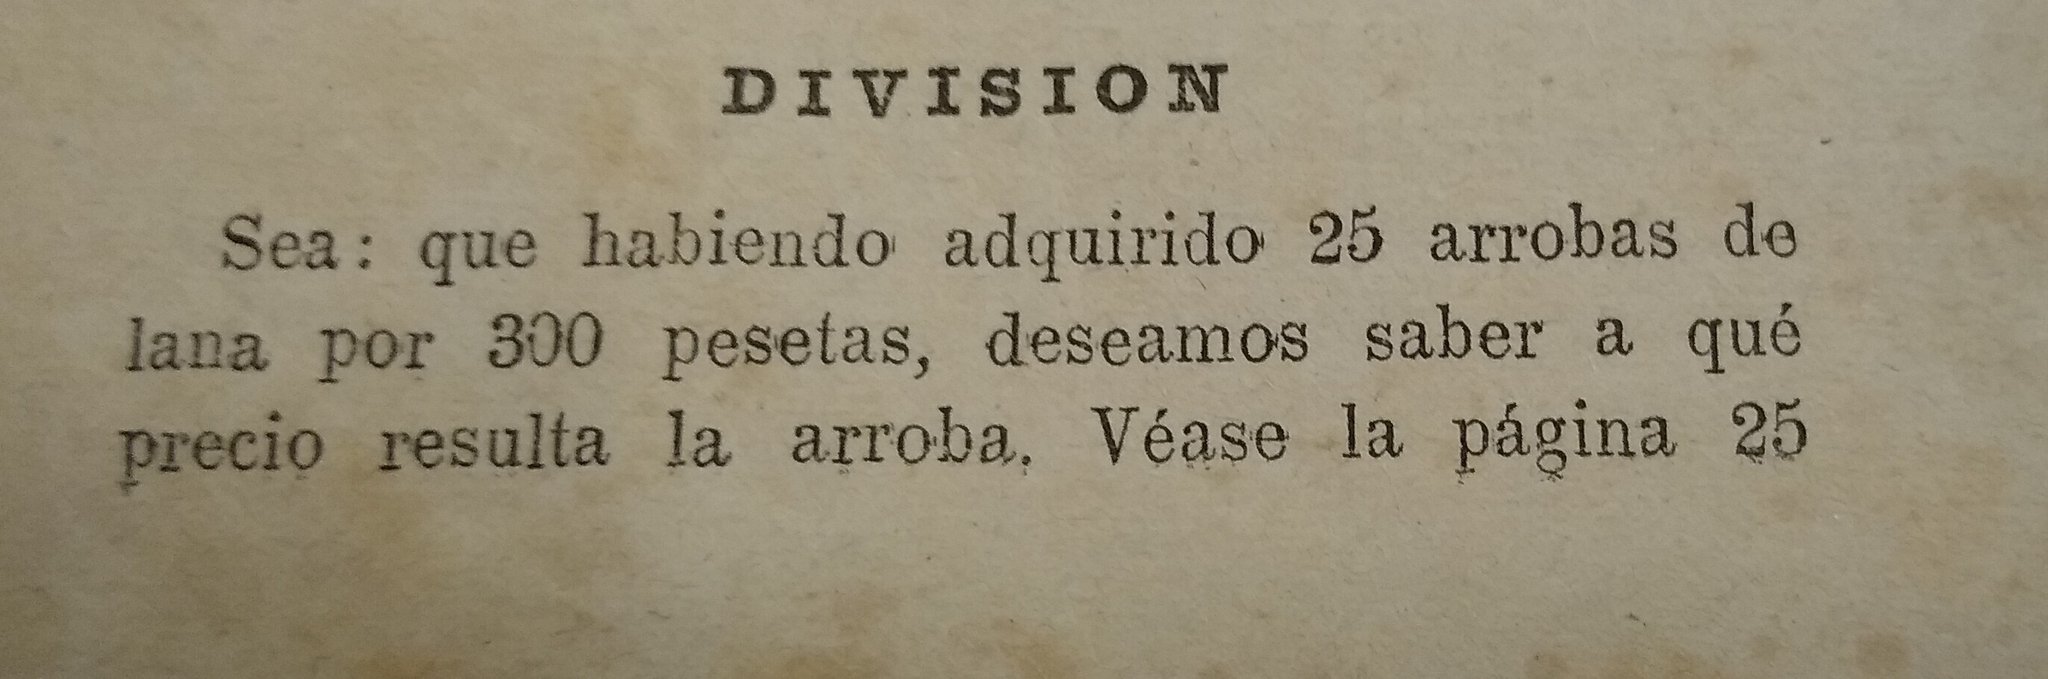 DIVISION
Sea: que habiendo adquirido 25 arrobas de
lana por 300 pesetas, deseamos saber a qué
precio resulta la arroba. Véase la página 25